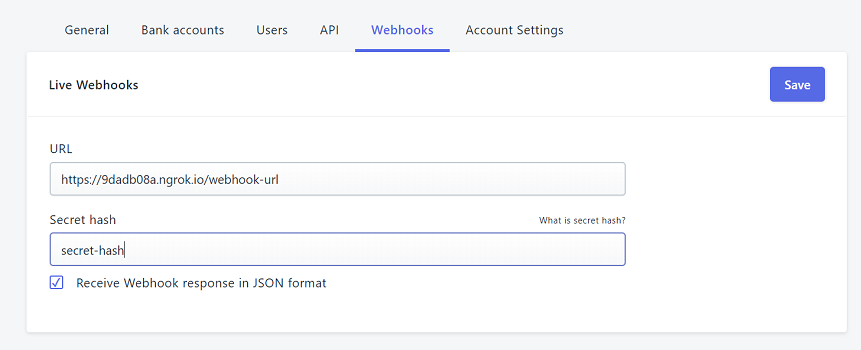 General Bank accounts Users API Webhooks Account Settings
Live Webhooks Save
URL
https://9dadb08a.ngrok.io/webhook-url
Secret hash What is secret hash?
secret-hash
Receive Webhook response in JSON format